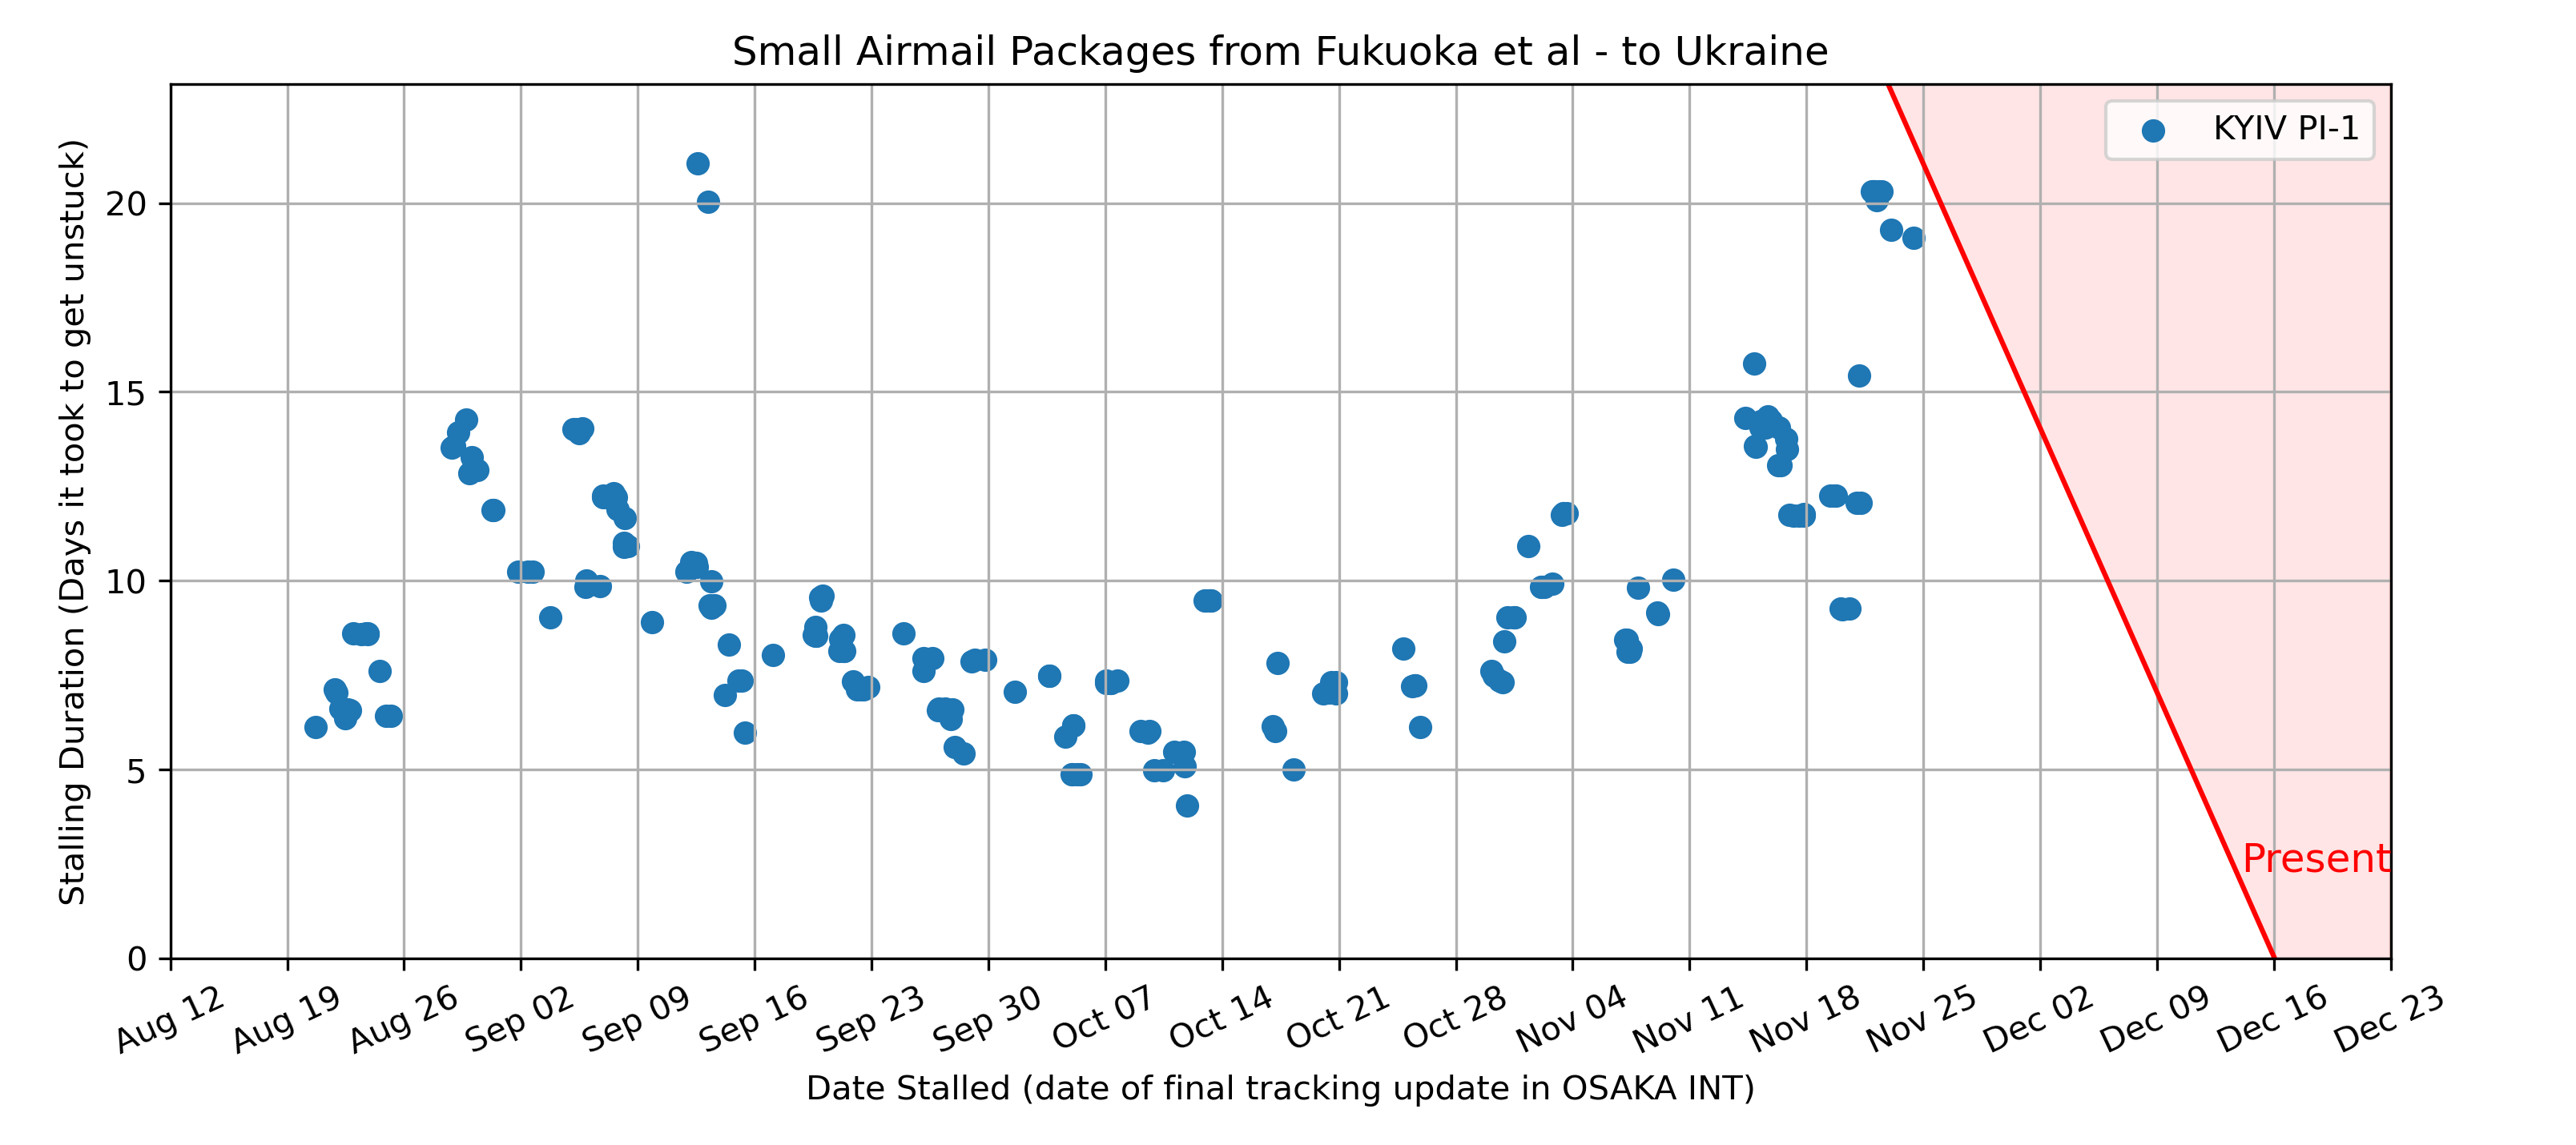 Small Airmail Packages from Fukuoka et al - to Ukraine
KYIV PI-1
Stalling Duration (Days it took to get unstuck)
20
15
10
5
0
Present
Aug 12
Aug 19
Aug 26
Sep 02
Sep 09
Sep 16
Sep 23
Sep 30
Oct 07
Oct 14
Oct 21
Oct 28
Nov 04
Nov 11
Nov 18
Nov 25
Dec 02
Dec 09
Dec 16
Dec 23
Date Stalled (date of final tracking update in OSAKA INT)